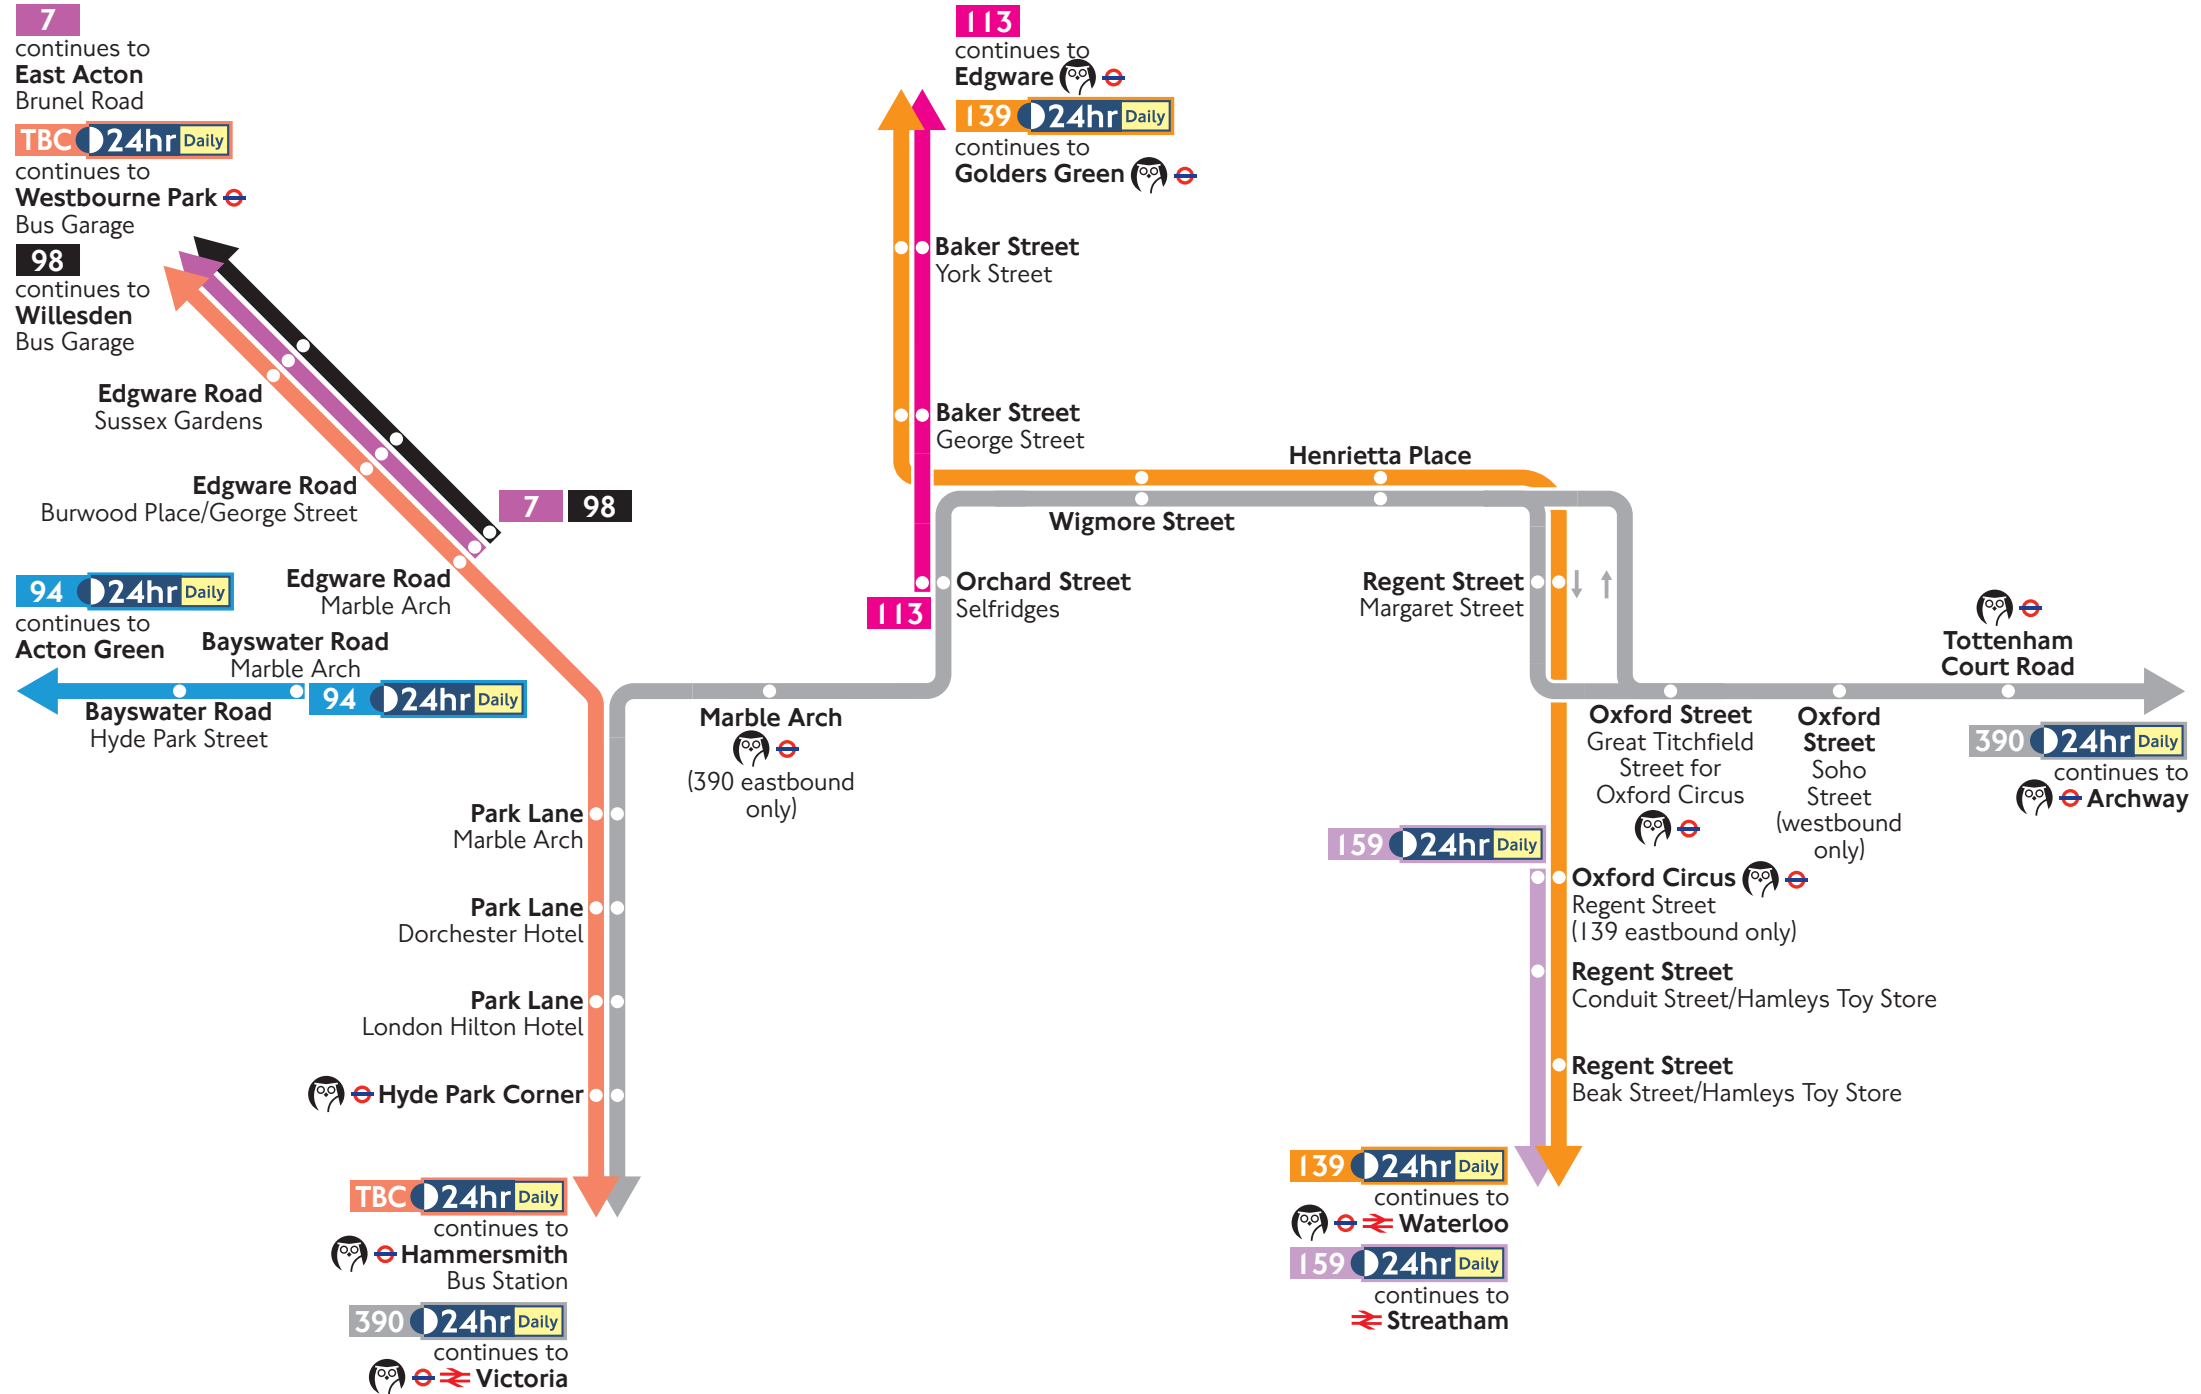 7
continues to
East Acton
Brunel Road
TBC 24hr Daily
continues to
Westbourne Park
Bus Garage
98
continues to
Willesden
Bus Garage
Edgware Road
Sussex Gardens
Edgware Road
Burwood Place/George Street
7 98
Edgware Road
Marble Arch
94 24hr Daily
continues to
Acton Green
Bayswater Road
Marble Arch
94 24hr Daily
Bayswater Road
Hyde Park Street
113
continues to
Edgware
139 24hr Daily
continues to
Golders Green
Baker Street
York Street
Baker Street
George Street
Henrietta Place
Wigmore Street
Orchard Street
Selfridges
113
Regent Street
Margaret Street
Tottenham
Court Road
Marble Arch
(390 eastbound
only)
Oxford Street
Great Titchfield
Street for
Oxford Circus
Oxford
Street
Soho
Street
(westbound
only)
390 24hr Daily
continues to
Archway
Park Lane
Marble Arch
Park Lane
Dorchester Hotel
Park Lane
London Hilton Hotel
Hyde Park Corner
159 24hr Daily
Oxford Circus
Regent Street
(139 eastbound only)
Regent Street
Conduit Street/Hamleys Toy Store
Regent Street
Beak Street/Hamleys Toy Store
TBC 24hr Daily
continues to
Hammersmith
Bus Station
390 24hr Daily
continues to
Victoria
139 24hr Daily
continues to
Waterloo
159 24hr Daily
continues to
Streatham